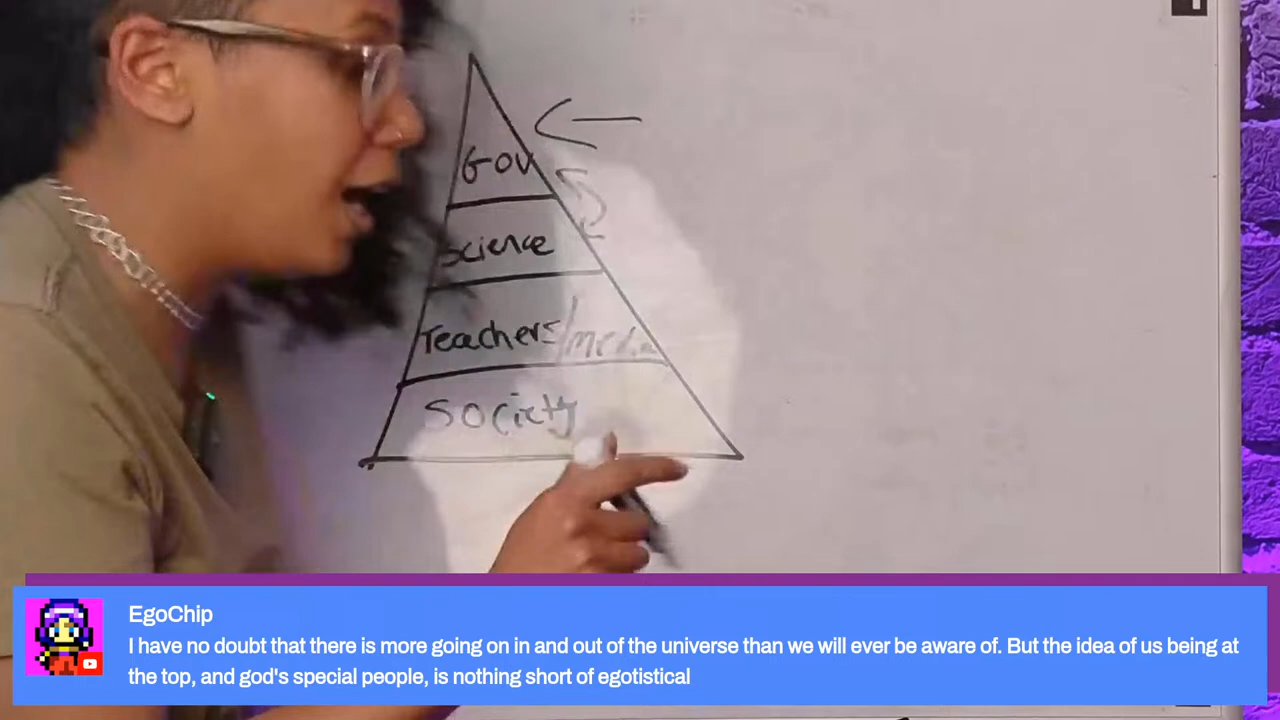 Gov
Science
Teachers/media
Society
EgoChip
I have no doubt that there is more going on in and out of the universe than we will ever be aware of. But the idea of us being at
the top, and god's special people, is nothing short of egotistical